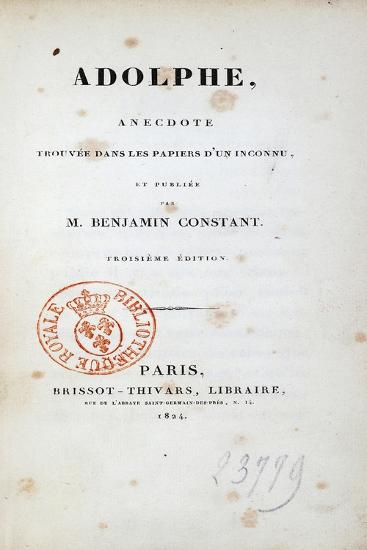 ADOLPHE,
ANECDOTE
TROUVÉE DANS LES PAPIERS D'UN INCONNU,
ET PUBLIÉE
PAR
M. BENJAMIN CONSTANT.
TROISIÈME ÉDITION.
BIBLIOTHEQUE ROYALE
PARIS,
BRISSOT-THIVARS, LIBRAIRE,
RUE DE L'ABBAYE SAINT-GERMAIN-DES-PRÉS, N. 14.
1824.
23779